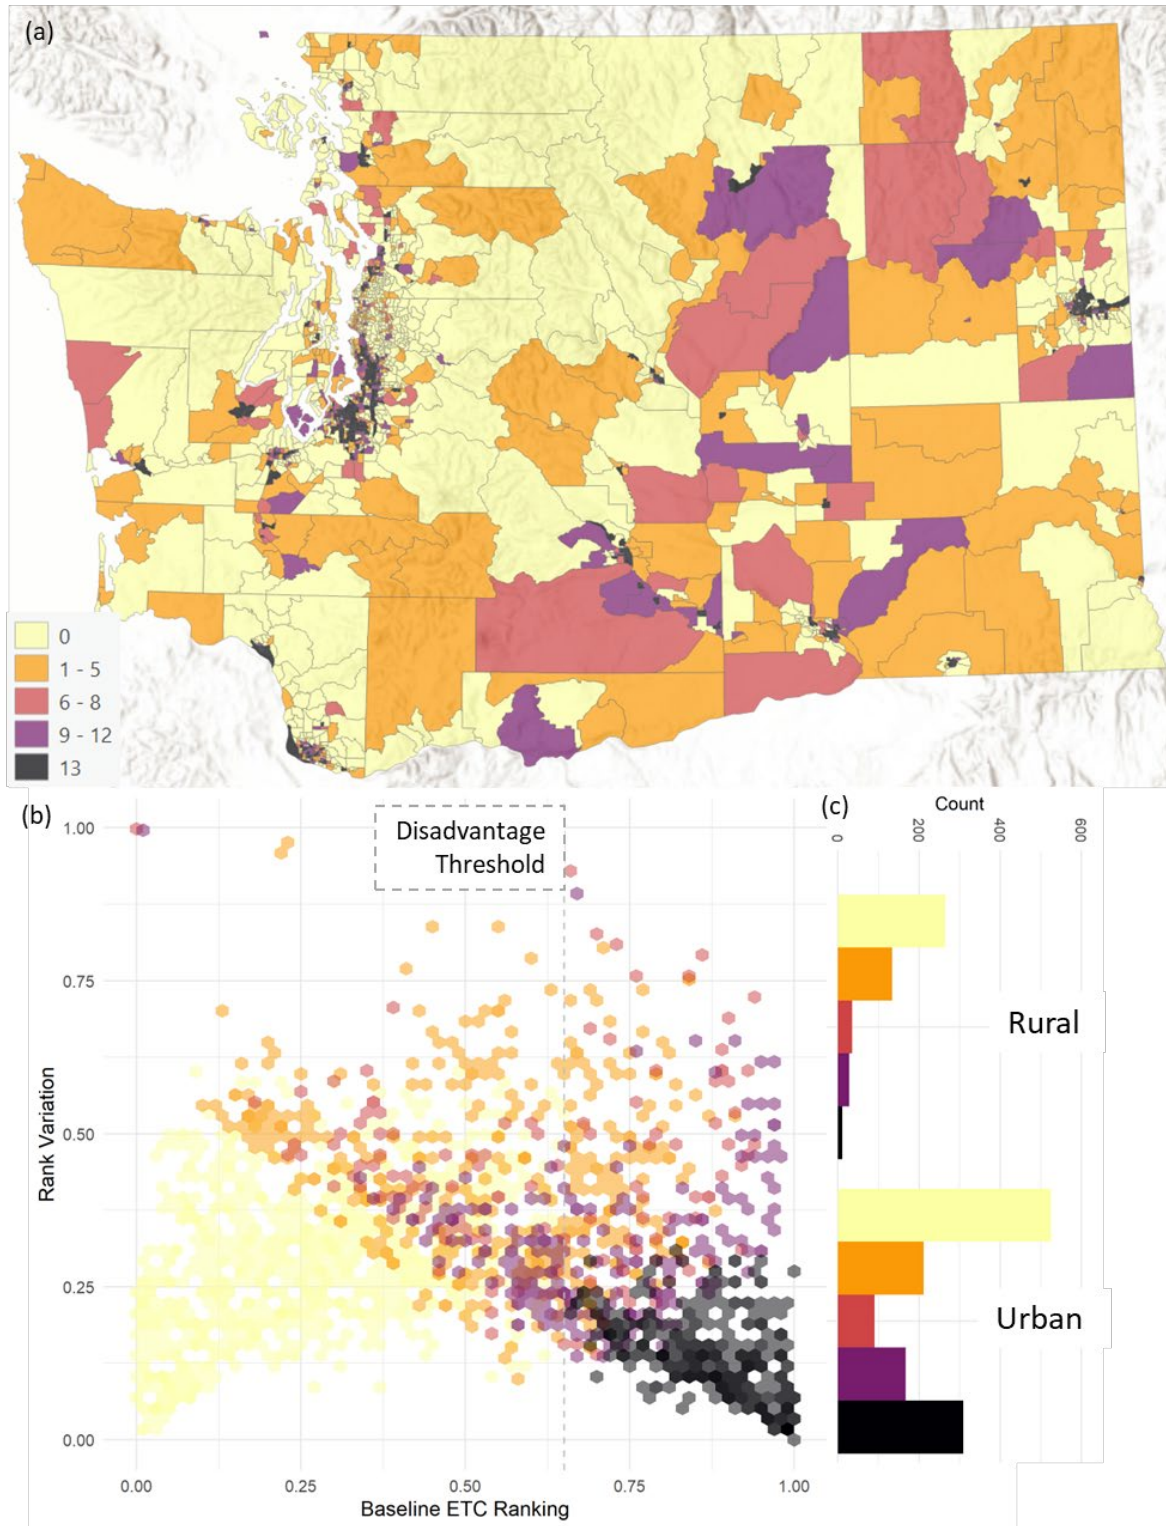 (a)
0
1 - 5
6 - 8
9 - 12
13
(b)
Disadvantage
Threshold
1.00
0.75
0.50
0.25
0.00
Rank Variation
0.00 0.25 0.50 0.75 1.00
Baseline ETC Ranking
(c)
Count
0 200 400 600
Rural
Urban